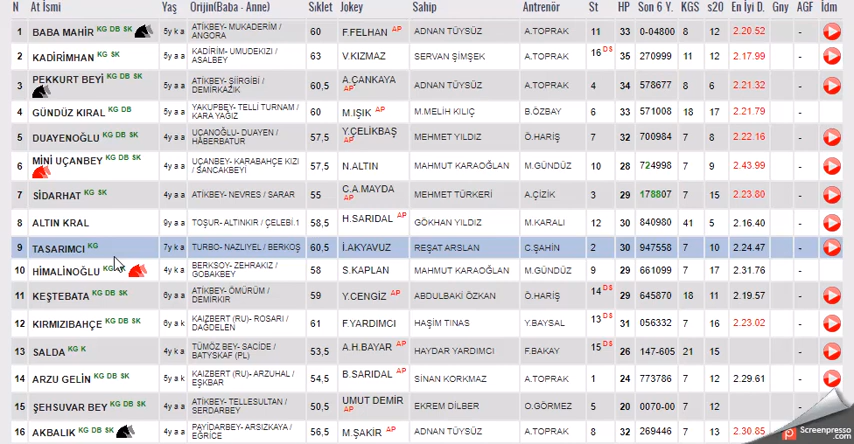 N At İsmi Yaş Orijin(Baba - Anne) Sıklet Jokey Sahip Antrenör St HP Son 6 Y. KGS s20 En İyi D. Gny AGF İdm
1 BABA MAHİR KG DB SK 5y k a ATİKBEY- MUKADERİM / ANGORA 60 F.FELHAN AP ADNAN TÜYSÜZ A.TOPRAK 11 33 0-04800 8 12 2.20.52 -
2 KADİRİMHAN KG SK 5y k a KADİRİM- UMUDEKIZI / ASALBEY 63 V.KIZMAZ SERVAN ŞİMŞEK A.TOPRAK 16 DS 35 270999 11 12 2.17.99 -
3 PEKKURT BEYİ KG DB SK 5y a a ATİKBEY- SİİRGİBİ / DEMİRKAZIK 60,5 A.ÇANKAYA AP ADNAN TÜYSÜZ A.TOPRAK 4 34 578677 8 6 2.21.32 -
4 GÜNDÜZ KIRAL KG DB 5y a a YAKUPBEY- TELLİ TURNAM / KARA YAĞIZ 60 M.IŞIK AP M.MELİH KILIÇ B.ÖZBAY 6 33 571008 18 17 2.21.79 -
5 DUAYENOĞLU KG DB SK 5y a a UÇANOĞLU- DUAYEN / HABERBATUR 57,5 Y.ÇELİKBAŞ AP MEHMET YILDIZ Ö.HARİŞ 7 32 700984 7 8 2.22.16 -
6 MİNİ UÇANBEY KG DB SK 4y a a UÇANBEY- KARABAHÇE KIZI / SANCAKBEYİ 57,5 N.ALTIN MAHMUT KARAOĞLAN M.GÜNDÜZ 10 28 724998 7 9 2.43.99 -
7 SİDARHAT KG SK 4y a a ATİKBEY- NEVRES / SARAR 55 C.A.MAYDA AP MEHMET TÜRKERİ A.ÇİZİK 3 29 178807 7 15 2.23.80 -
8 ALTIN KRAL 9y a a TOŞUR- ALTINKIR / ÇELEBİ.1 58,5 H.SARIDAL AP GÖKHAN YILDIZ M.KARALI 12 30 840980 41 5 2.16.40 -
9 TASARIMCI KG 7y k a TURBO- NAZLIYEL / BERKOŞ 60,5 İ.AKYAVUZ REŞAT ARSLAN C.ŞAHİN 2 30 947558 7 10 2.24.47 -
10 HİMALİNOĞLU 4y k a BERKSOY- ZEHRAKIZ / GOBAKBEY 58 S.KAPLAN MAHMUT KARAOĞLAN M.GÜNDÜZ 9 29 661099 7 17 2.31.76 -
11 KEŞTEBATA KG DB SK 6y a a ATİKBEY- ÖMÜRÜM / DEMİRKIR 59 Y.CENGİZ AP ABDULBAKİ ÖZKAN Ö.HARİŞ 14 DS 29 645870 18 11 2.19.57 -
12 KIRMIZIBAHÇE KG DB SK 6y a a KAIZBERT (RU)- ROSARI / DAĞDELEN 61 F.YARDIMCI HAŞİM TINAS Y.BAYSAL 13 DS 31 056332 7 16 2.23.02 -
13 SALDA KG K 4y k a TÜMÖZ BEY- SACİDE / BATYSKAF (PL) 53,5 A.H.BAYAR AP HAYDAR YARDIMCI F.BAKAY 15 DS 26 147-605 21 15 -
14 ARZU GELİN KG DB SK 5y a k KAIZBERT (RU)- ARZUHAL / EŞKBAR 54,5 B.SARIDAL AP SİNAN KORKMAZ A.TOPRAK 1 24 773786 7 12 2.29.61 -
15 ŞEHSUVAR BEY KG DB SK 4y a a ATİKBEY- TELLESULTAN / SERDARBEY 50,5 UMUT DEMİR AP EKREM DİLBER O.GÖRMEZ 5 20 0070-00 7 12 -
16 AKBALIK KG DB SK 4y a a PAYİDARBEY- ARSIZKAYA / EĞRİCE 56,5 M.ŞAKİR AP ADNAN TÜYSÜZ A.TOPRAK 8 32 269446 7 13 2.30.85 -
Screenpresso